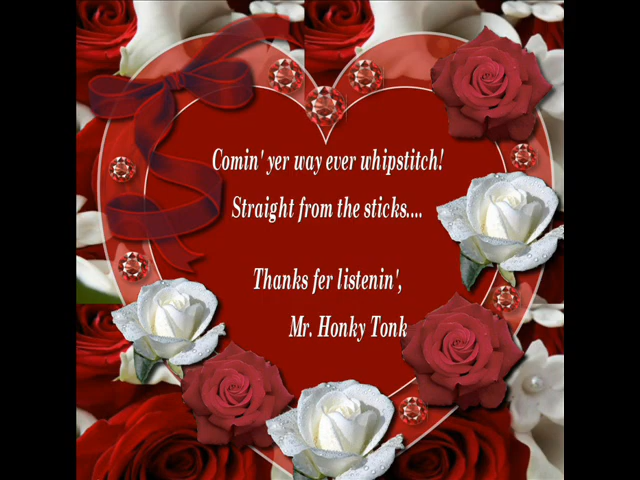 Comin' yer way ever whipstitch!
Straight from the sticks....
Thanks fer listenin',
Mr. Honky Tonk